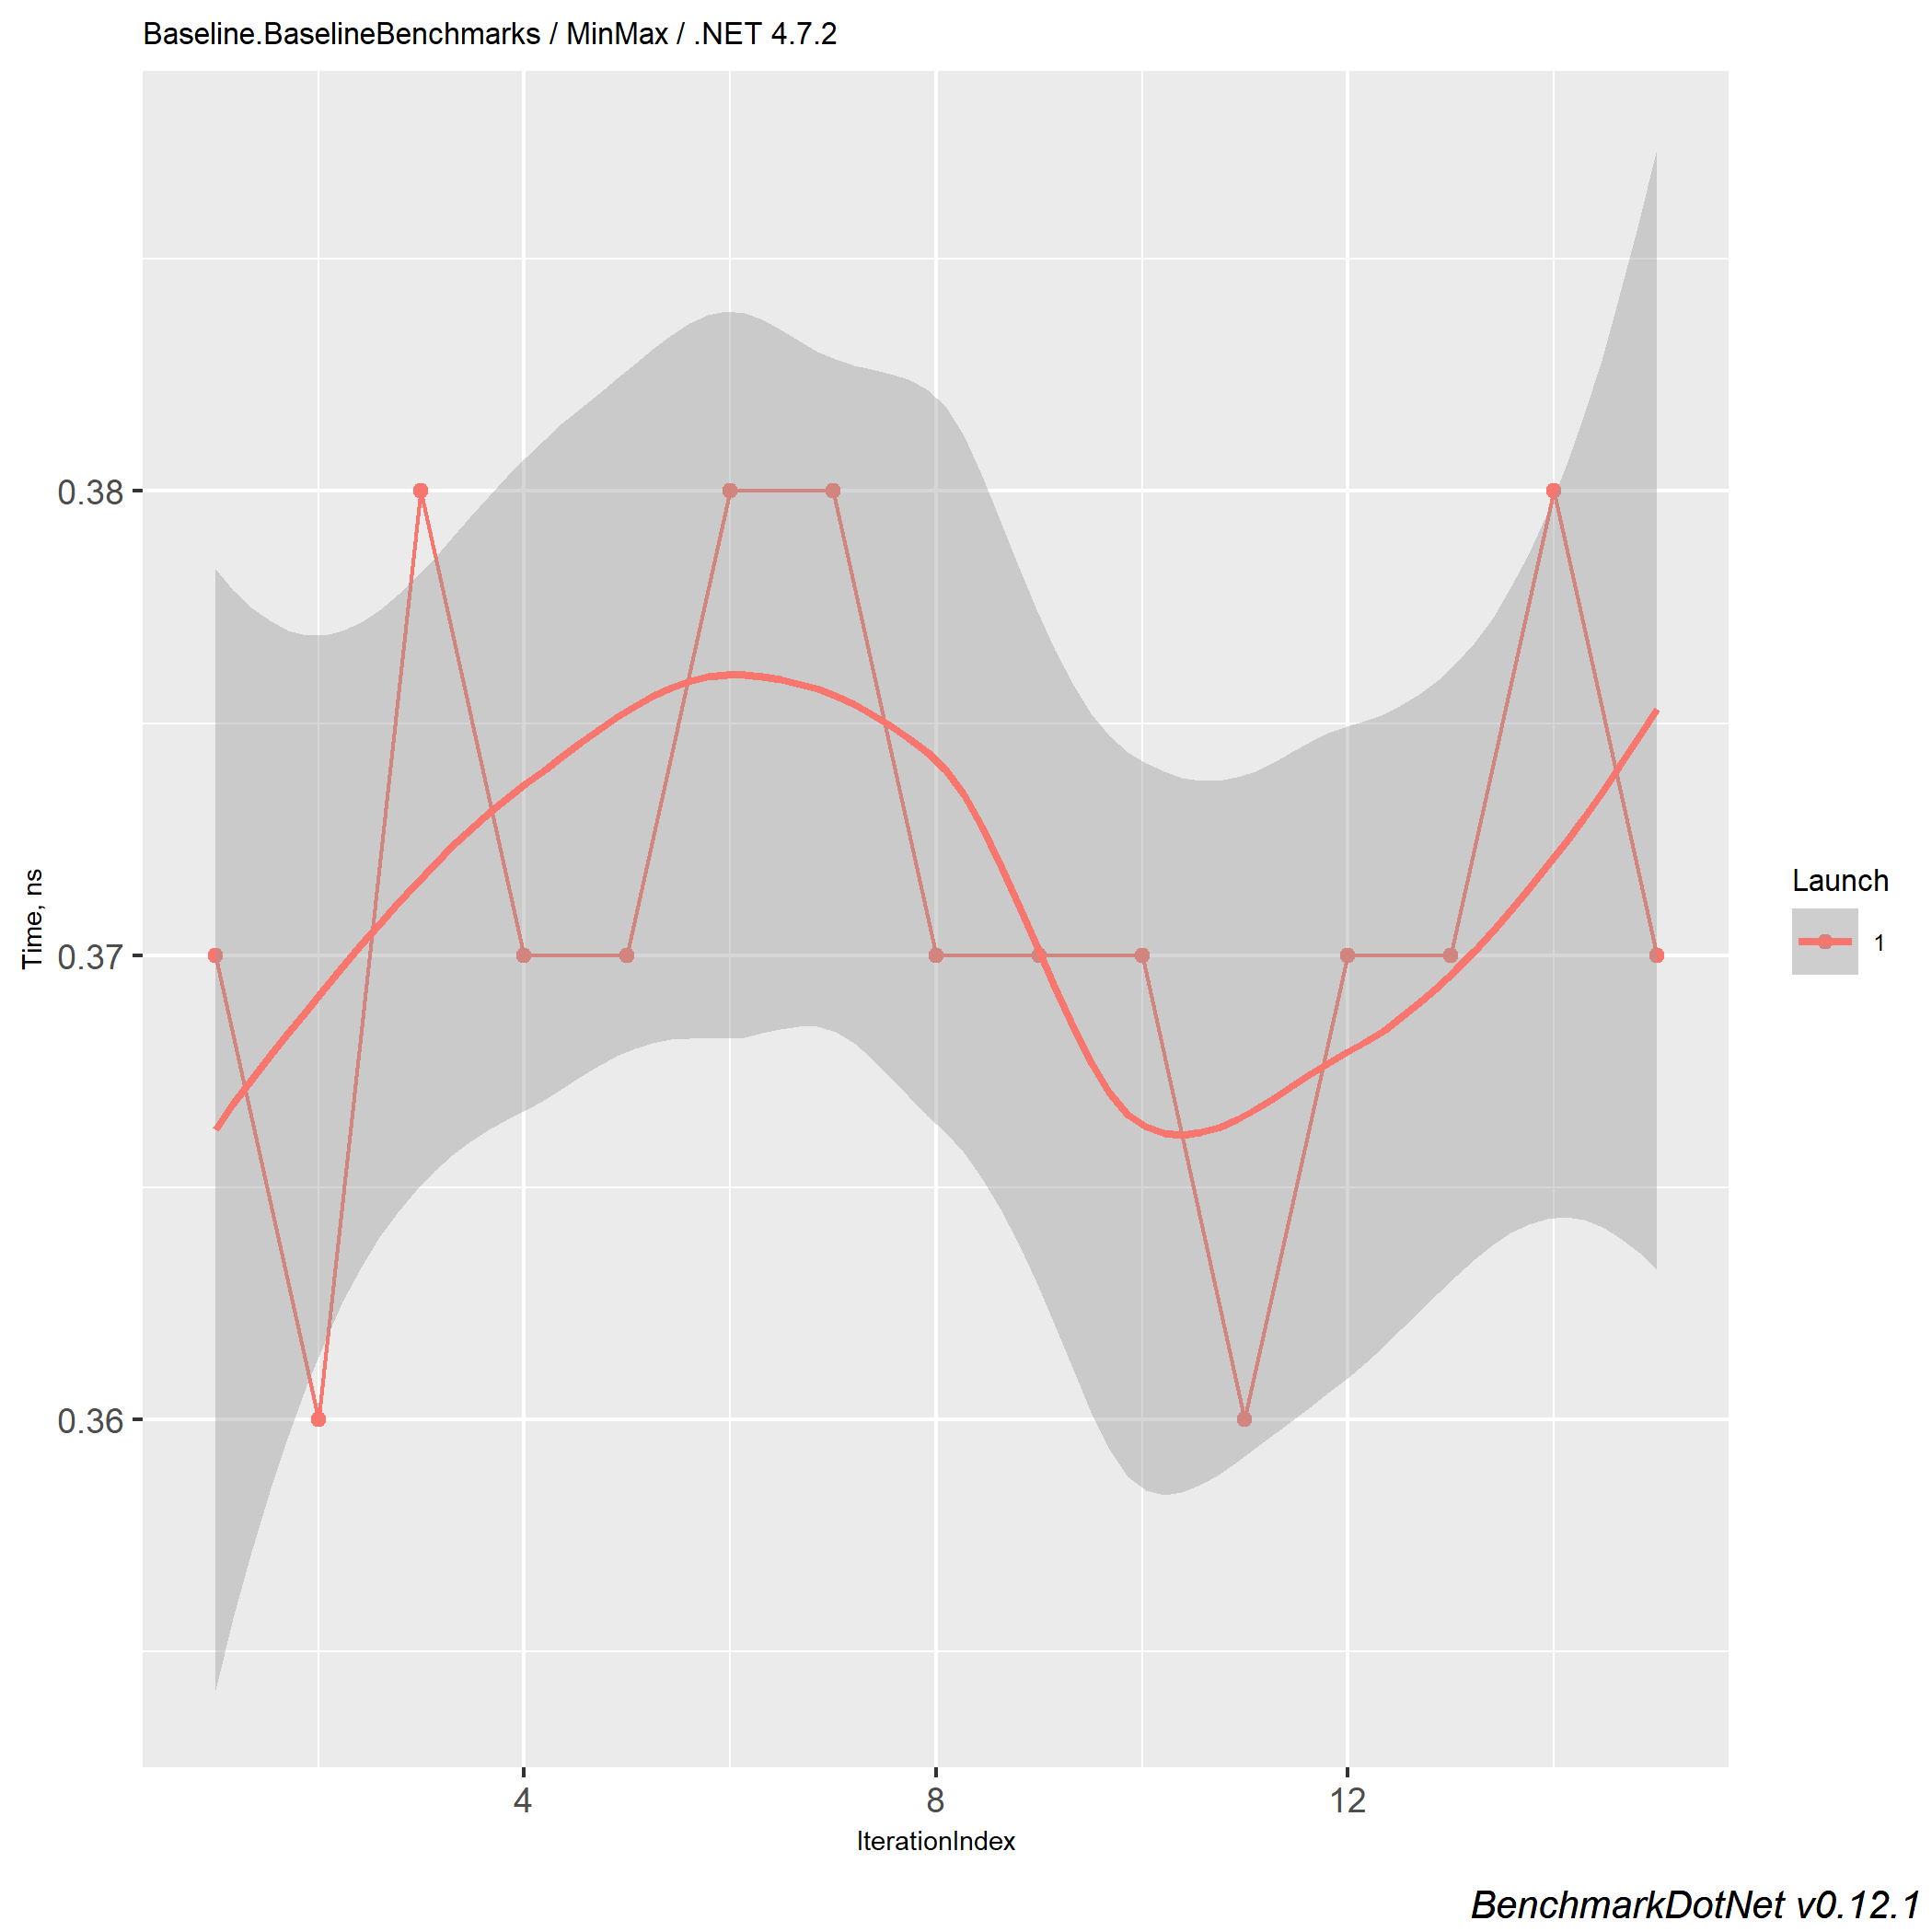 Baseline.BaselineBenchmarks / MinMax / .NET 4.7.2
Time, ns
0.38
0.37
0.36
4 8 12
IterationIndex
Launch
1
BenchmarkDotNet v0.12.1